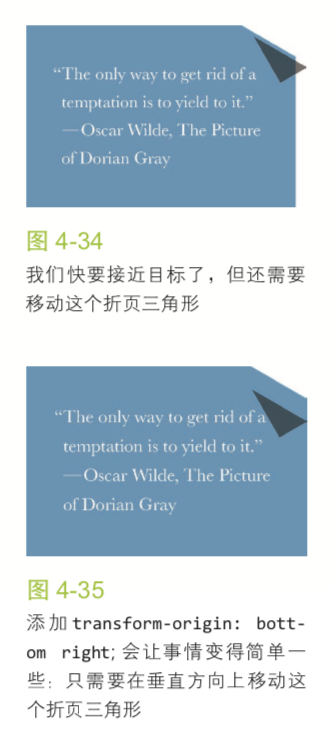 “The only way to get rid of a
temptation is to yield to it.”
—Oscar Wilde, The Picture
of Dorian Gray
图 4-34
我们快要接近目标了，但还需要
移动这个折页三角形
“The only way to get rid of a
temptation is to yield to it.”
—Oscar Wilde, The Picture
of Dorian Gray
图 4-35
添加 transform-origin: bott-
om right; 会让事情变得简单一
些：只需要在垂直方向上移动这
个折页三角形